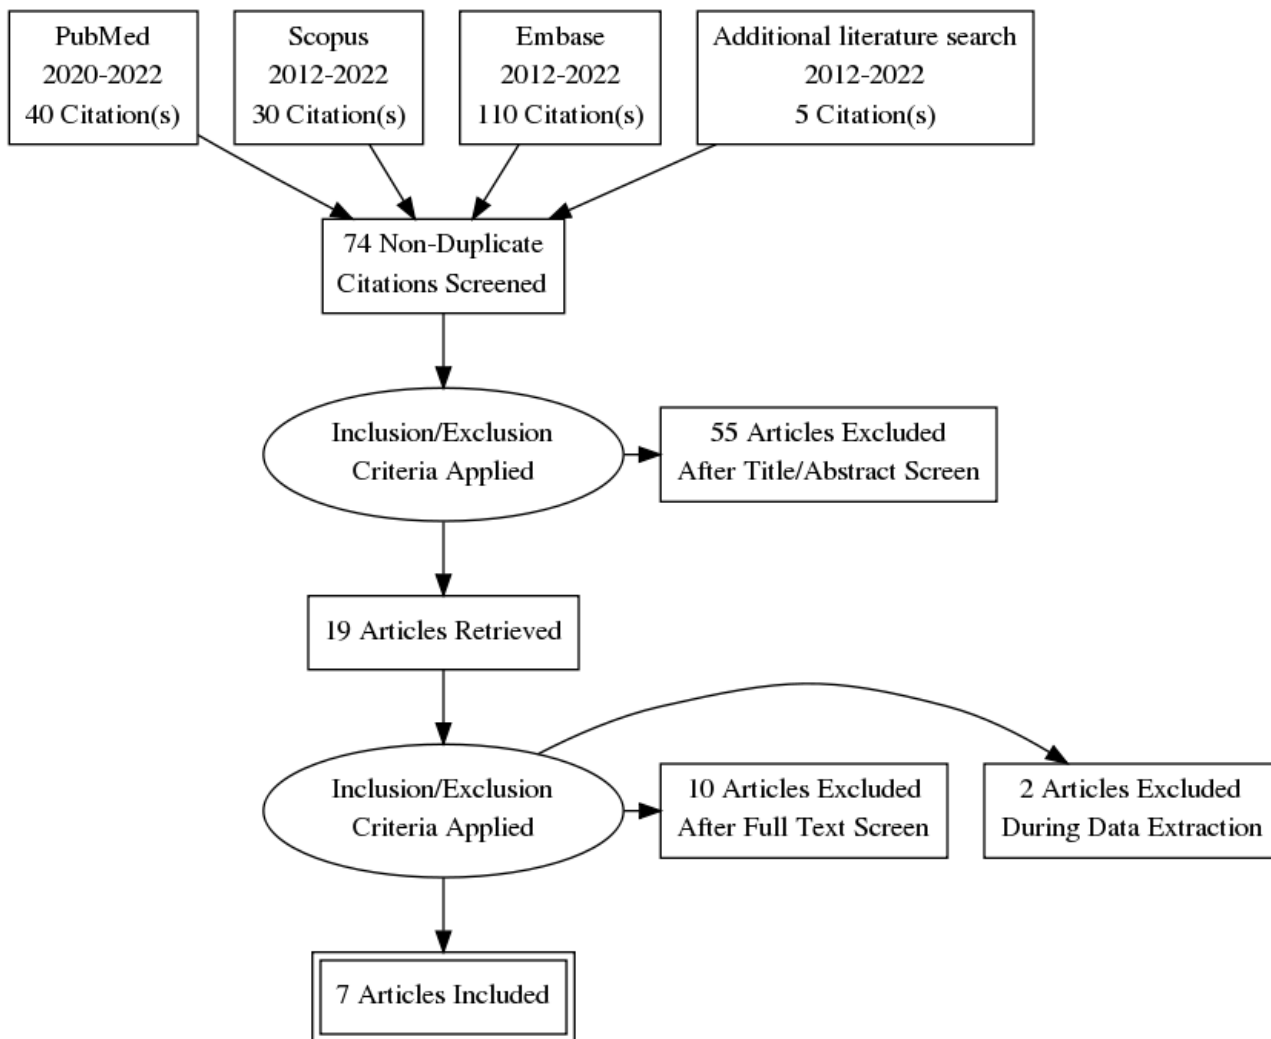 PubMed
2020-2022
40 Citation(s)
Scopus
2012-2022
30 Citation(s)
Embase
2012-2022
110 Citation(s)
Additional literature search
2012-2022
5 Citation(s)
74 Non-Duplicate
Citations Screened
Inclusion/Exclusion
Criteria Applied
55 Articles Excluded
After Title/Abstract Screen
19 Articles Retrieved
Inclusion/Exclusion
Criteria Applied
10 Articles Excluded
After Full Text Screen
2 Articles Excluded
During Data Extraction
7 Articles Included